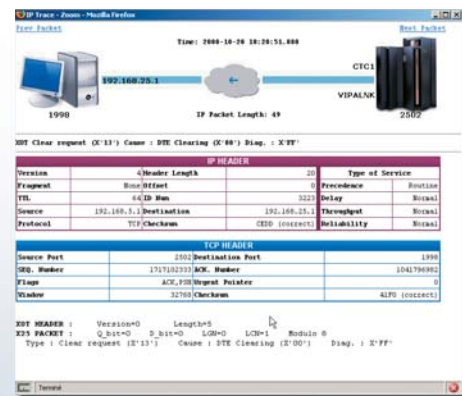 IP Trace - Zoom - Mozilla Firefox
Prev Packet
Next Packet
Time: 2008-10-20 10:20:51.080
CTC1
192.168.25.1
VIPALNK
1998
IP Packet Length: 49
2502
XOT Clear request (X'13') Cause : DTE Clearing (X'00') Diag. : X'FF'
IP HEADER
Version 4 Header Length 20 Type of Service
Fragment None Offset 0 Precedence Routine
TTL 64 ID Num 3223 Delay Normal
Source 192.168.5.1 Destination 192.168.25.1 Throughput Normal
Protocol TCP Checksum CEDD (correct) Reliability Normal
TCP HEADER
Source Port 2502 Destination Port 1998
SEQ. Number 1717102333 ACK. Number 1041796982
Flags ACK,PSH Urgent Pointer 0
Window 32768 Checksum 41F0 (correct)
XOT HEADER : Version=0 Length=5
X25 PACKET : Q_bit=0 D_bit=0 LGN=0 LCN=1 Modulo 8
Type : Clear request (X'13') Cause : DTE Clearing (X'00') Diag. : X'FF'
Terminé